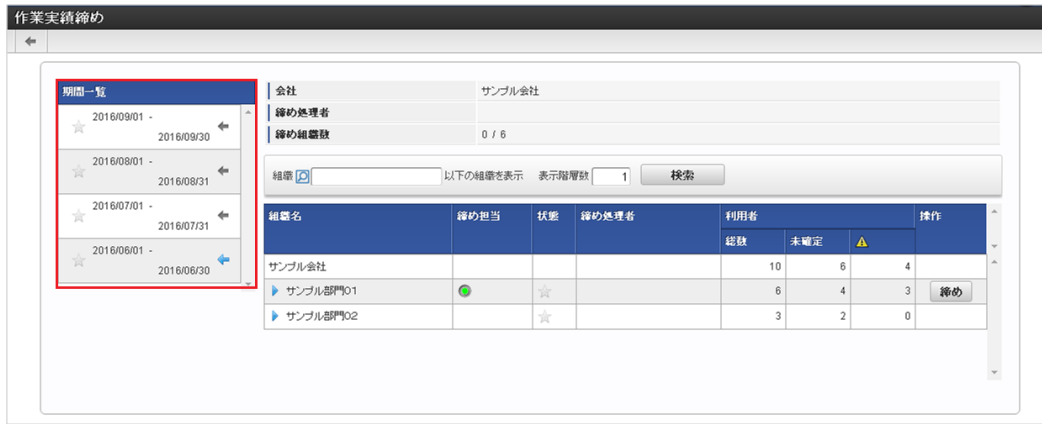 作業実績締め
期間一覧
2016/09/01 -
2016/09/30
2016/08/01 -
2016/08/31
2016/07/01 -
2016/07/31
2016/06/01 -
2016/06/30
会社 サンプル会社
締め処理者
締め組織数 0 / 6
組織 以下の組織を表示 表示階層数 1 検索
組織名 締め担当 状態 締め処理者 利用者 操作
総数 未確定
サンプル会社 10 6 4
サンプル部門01 6 4 3 締め
サンプル部門02 3 2 0